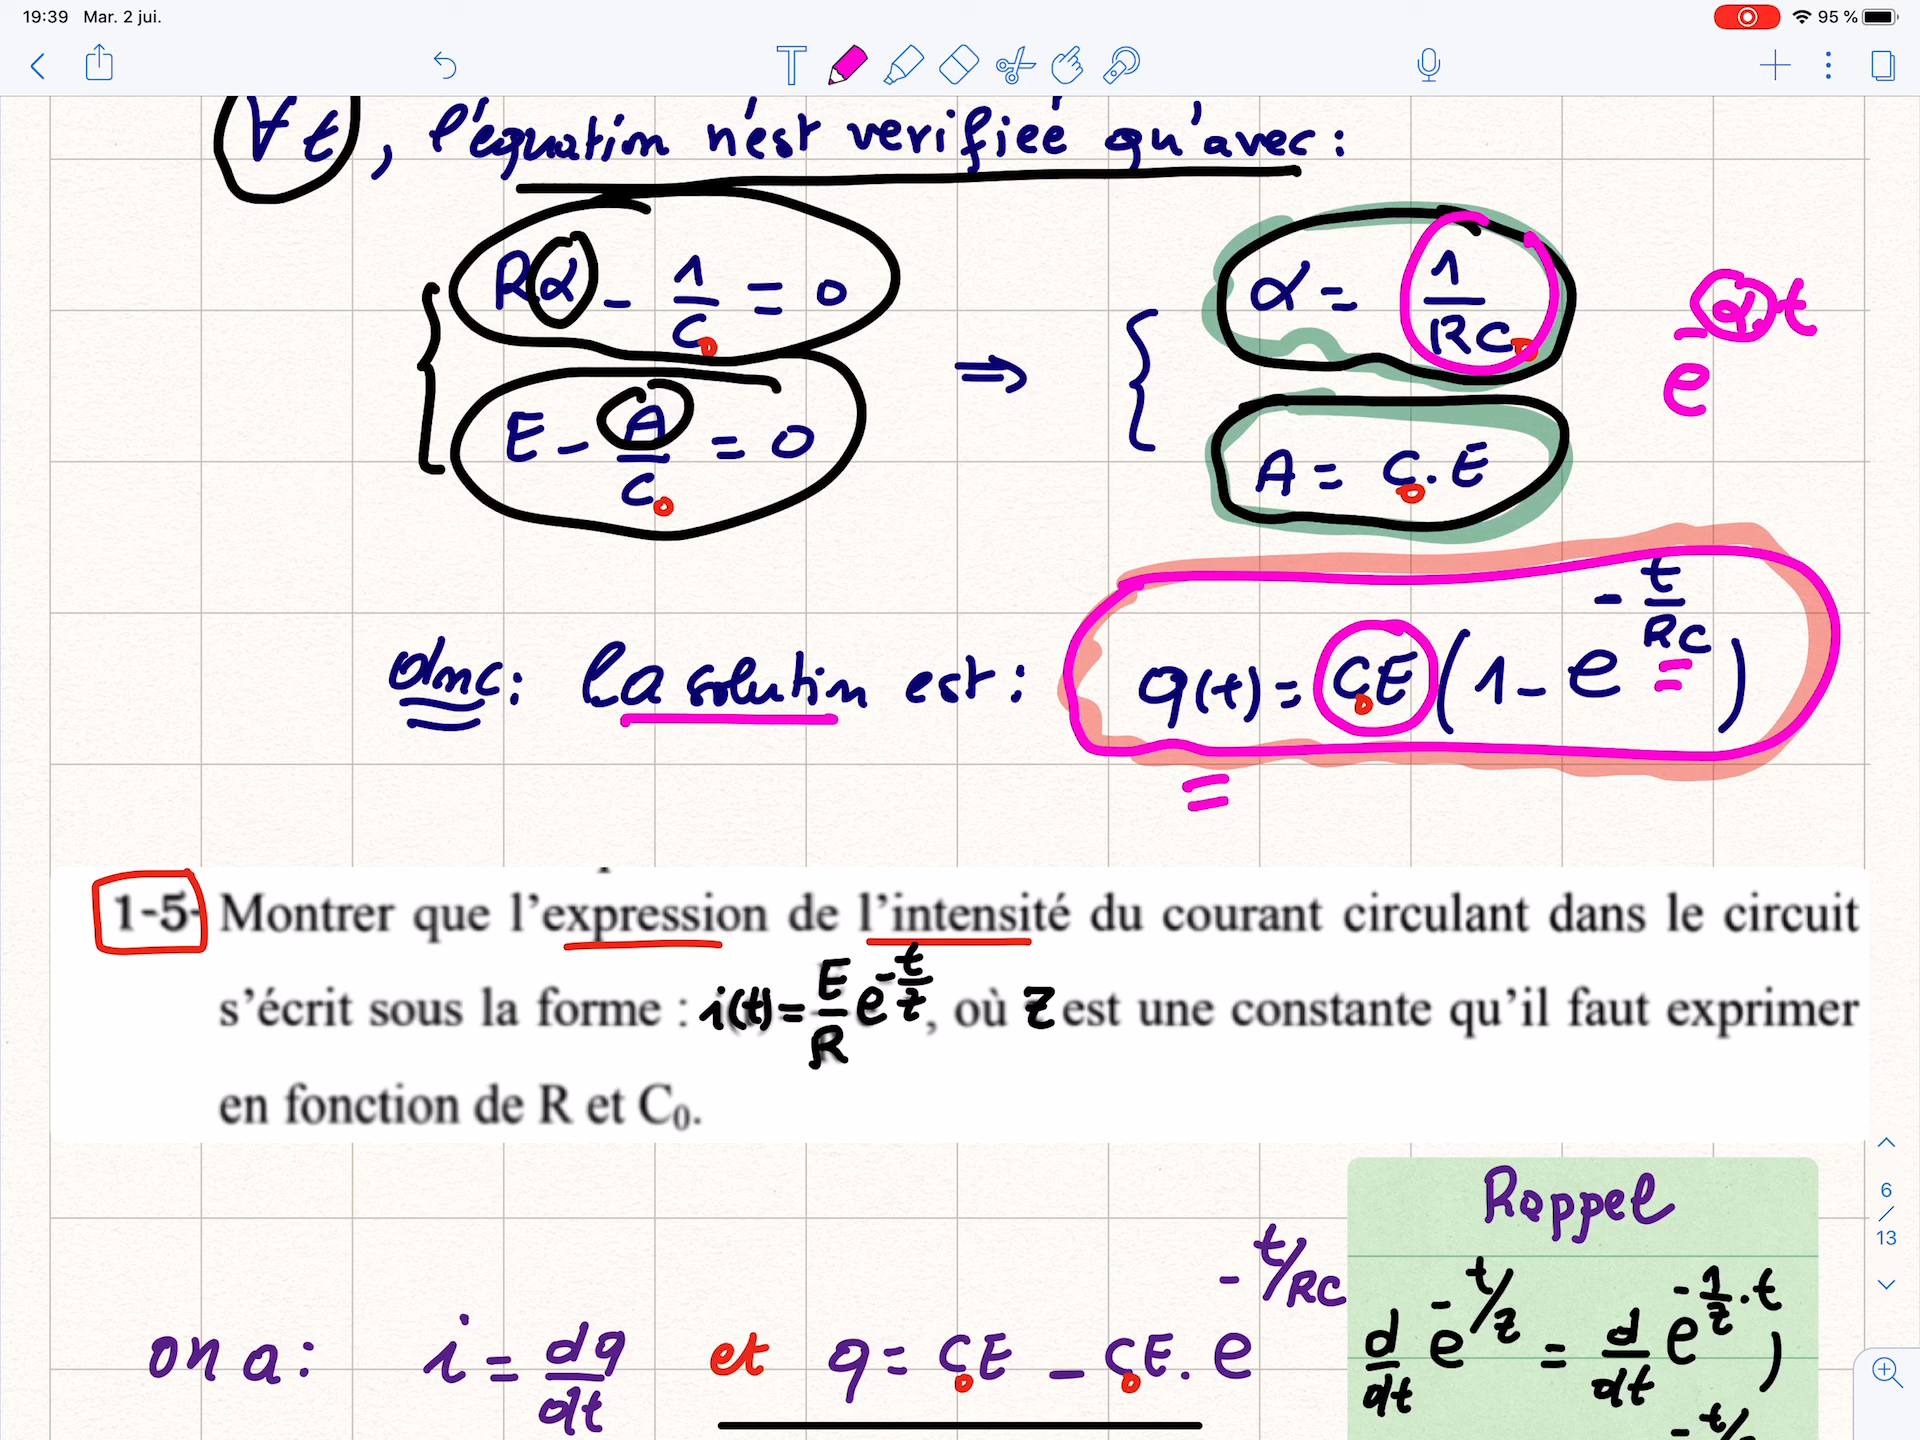 19:39 Mar. 2 jui. 95 %
∀t, l'équation n'est verifiée qu'avec :
Rα - 1/C₀ = 0
E - A/C₀ = 0
⇒
α = 1/RC₀
A = C₀.E
e^-αt
donc : la solution est : q(t) = C₀E(1 - e^-t/RC)
1-5- Montrer que l'expression de l'intensité du courant circulant dans le circuit
s'écrit sous la forme : i(t) = E/R e^-t/τ, où τ est une constante qu'il faut exprimer
en fonction de R et C₀.
6
/
13
Rappel
on a : i = dq/dt et q = C₀E - C₀E. e^-t/RC
d/dt e^-t/τ = d/dt e^-1/τ.t)
-t/